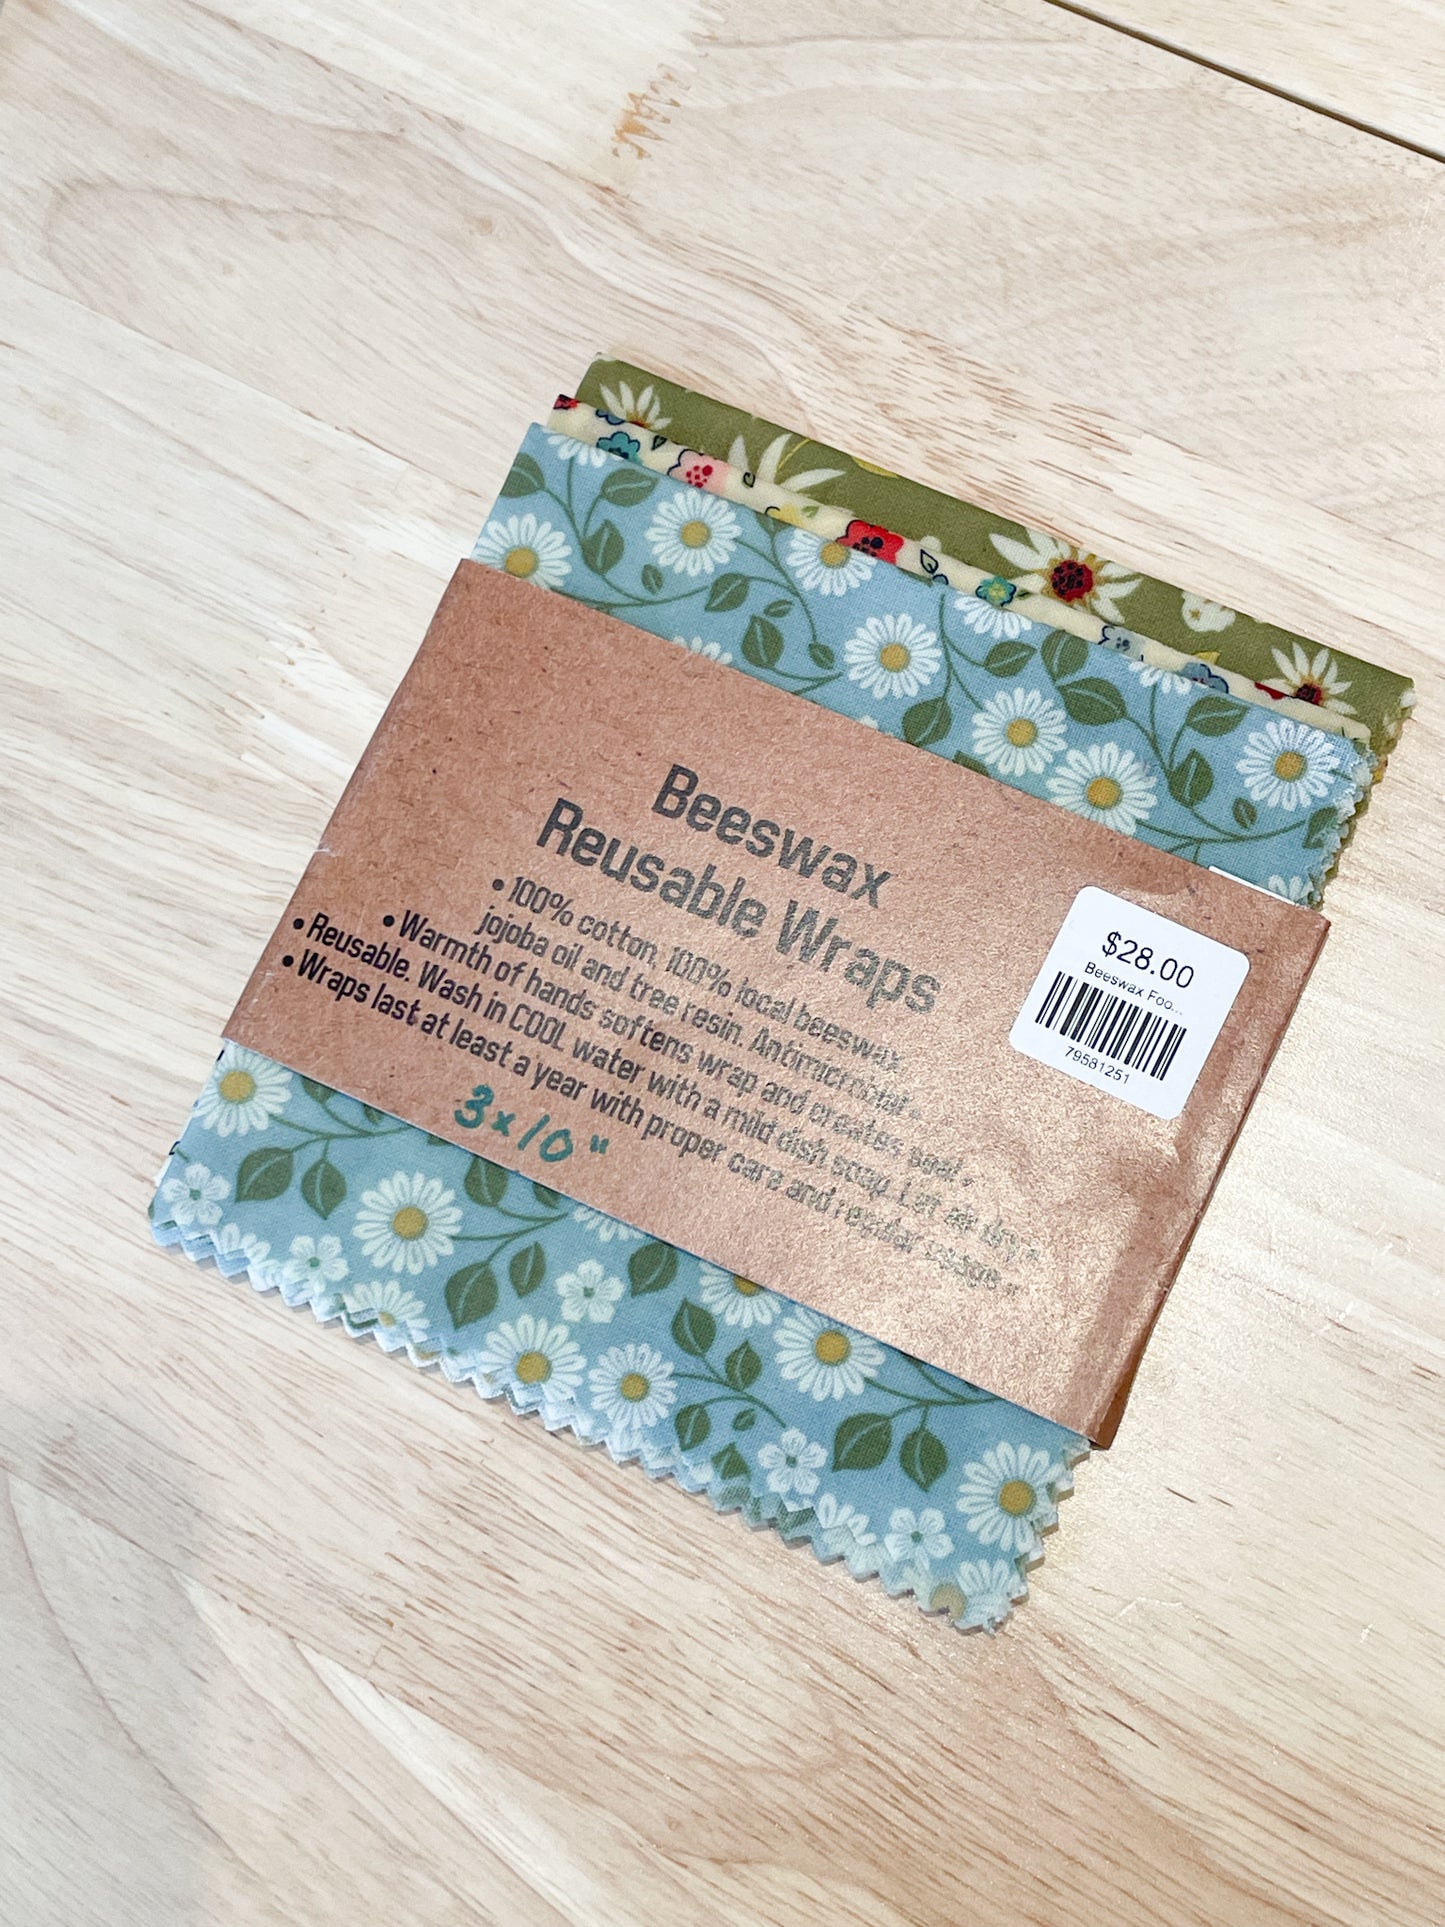 Beeswax
Reusable Wraps
• 100% cotton, 100% local beeswax,
jojoba oil and tree resin. Antimicrobial.
• Warmth of hands softens wrap and creates seal.
• Reusable. Wash in COOL water with a mild dish soap. Let air dry.
• Wraps last at least a year with proper care and regular usage.
3x10"
$28.00
Beeswax Foo...
79581251